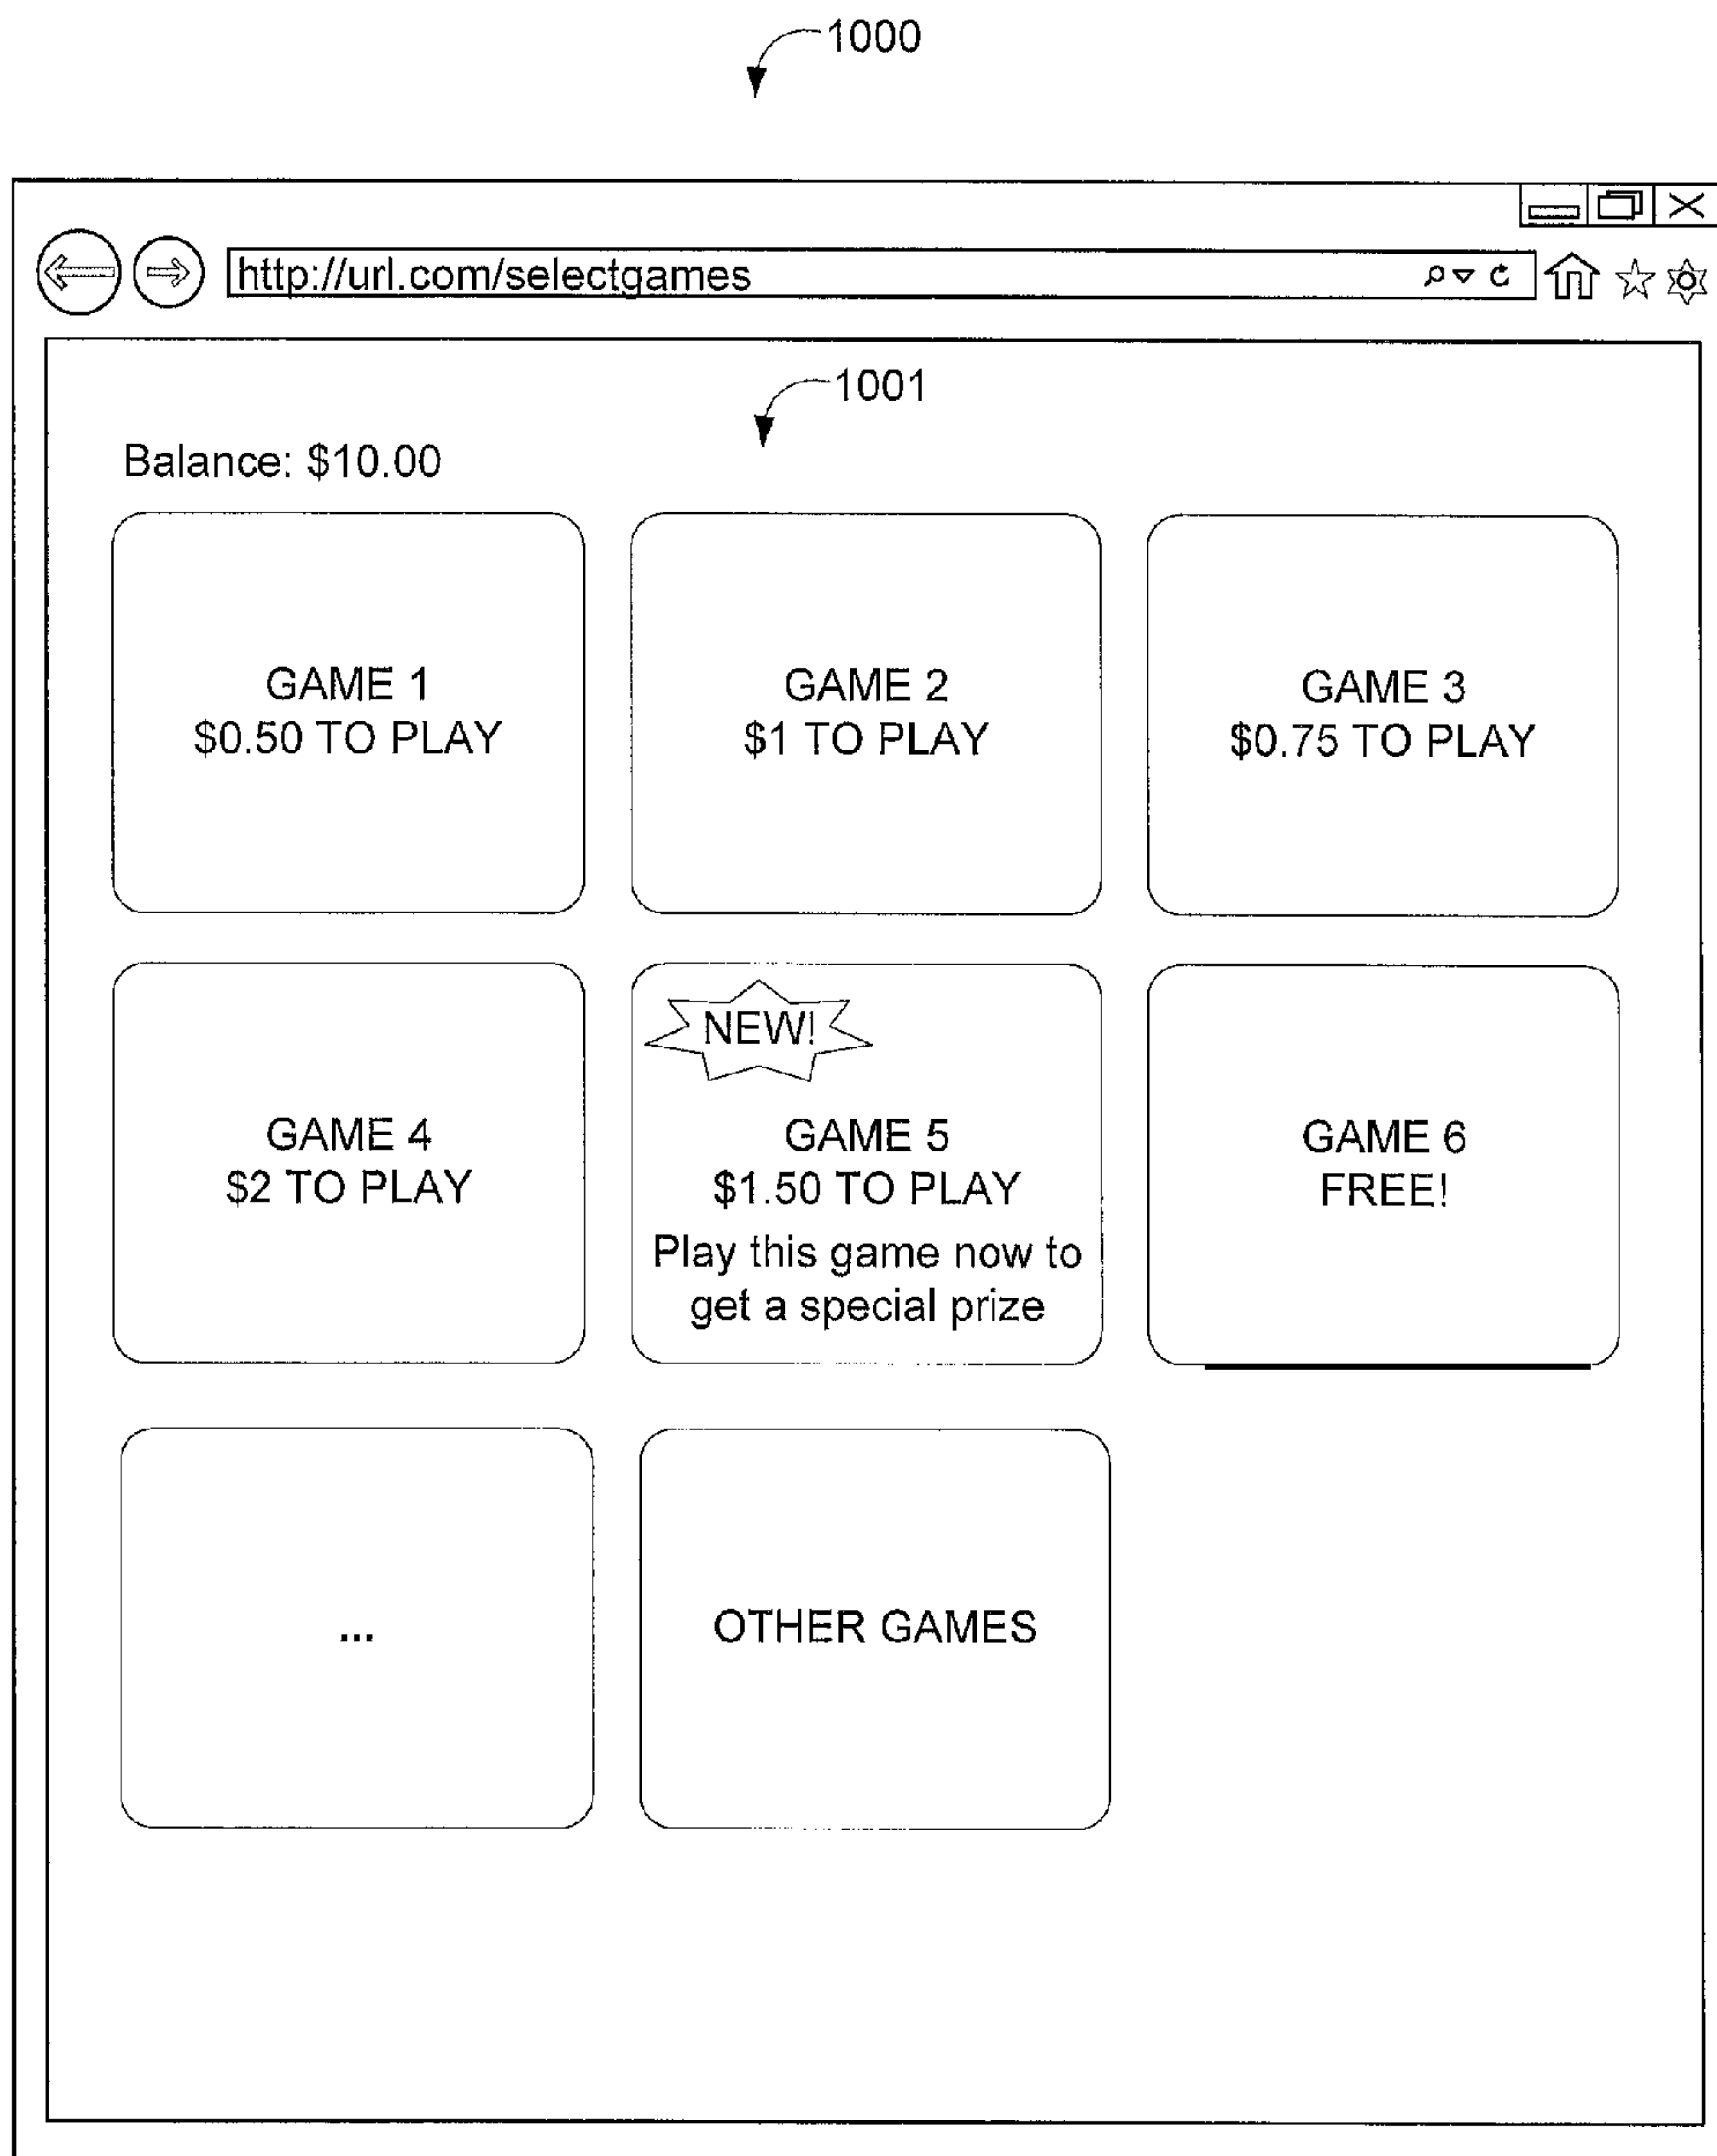 1000
http://url.com/selectgames
1001
Balance: $10.00
GAME 1
$0.50 TO PLAY
GAME 2
$1 TO PLAY
GAME 3
$0.75 TO PLAY
GAME 4
$2 TO PLAY
NEW!
GAME 5
$1.50 TO PLAY
Play this game now to
get a special prize
GAME 6
FREE!
...
OTHER GAMES